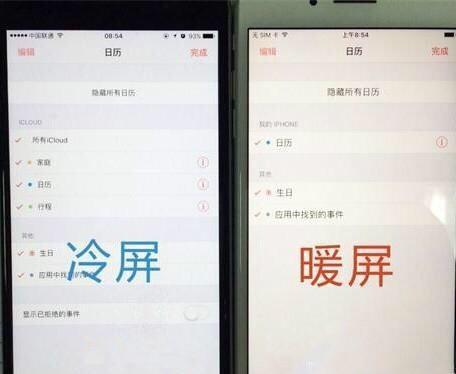 中国联通 08:54 93%
编辑 日历 完成
隐藏所有日历
ICLOUD
所有iCloud
家庭
日历
行程
其他
生日
应用中找到的事件
显示已拒绝的事件
冷屏
无 SIM 卡 上午8:54
编辑 日历 完成
隐藏所有日历
我的 IPHONE
日历
其他
生日
应用中找到的事件
暖屏